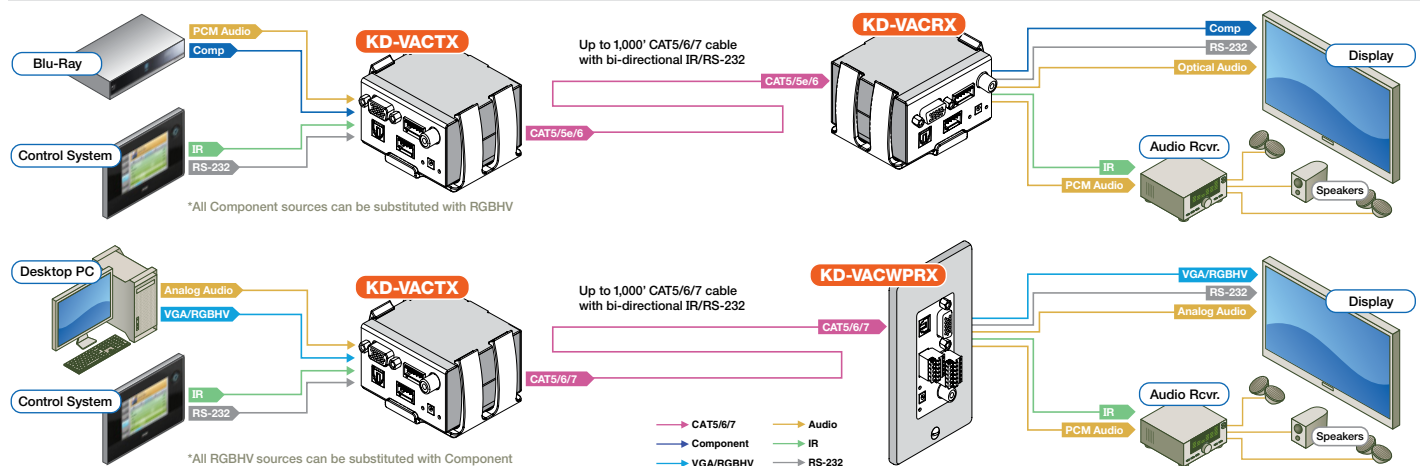 PCM Audio
Comp
Blu-Ray
KD-VACTX
Control System
IR
RS-232
CAT5/5e/6
*All Component sources can be substituted with RGBHV
Up to 1,000' CAT5/6/7 cable
with bi-directional IR/RS-232
CAT5/5e/6
KD-VACRX
Comp
RS-232
Optical Audio
Display
Audio Rcvr.
IR
PCM Audio
Speakers
Desktop PC
Analog Audio
VGA/RGBHV
KD-VACTX
Control System
IR
RS-232
CAT5/6/7
*All RGBHV sources can be substituted with Component
Up to 1,000' CAT5/6/7 cable
with bi-directional IR/RS-232
CAT5/6/7
KD-VACWPRX
VGA/RGBHV
RS-232
Analog Audio
Display
Audio Rcvr.
IR
PCM Audio
Speakers
CAT5/6/7
Audio
Component
IR
VGA/RGBHV
RS-232